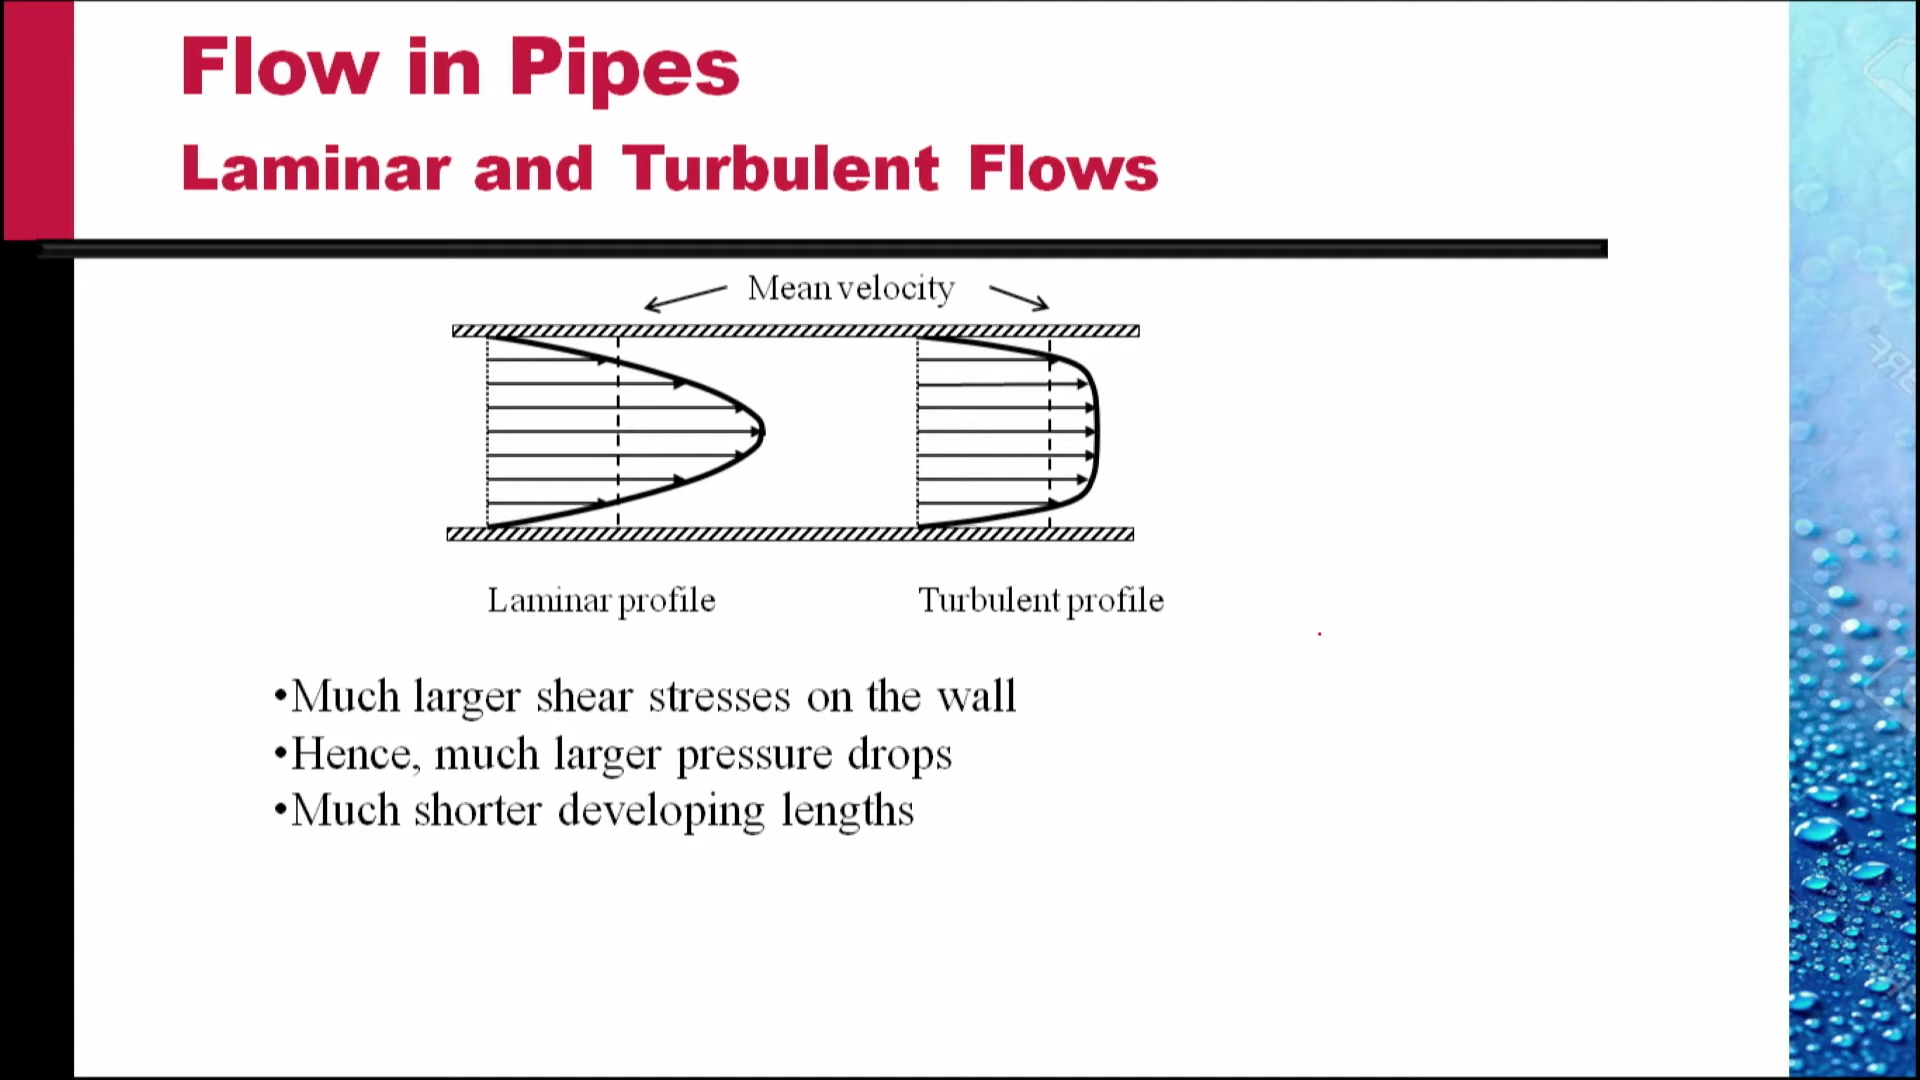 Flow in Pipes
Laminar and Turbulent Flows
Mean velocity
Laminar profile
Turbulent profile
•Much larger shear stresses on the wall
•Hence, much larger pressure drops
•Much shorter developing lengths